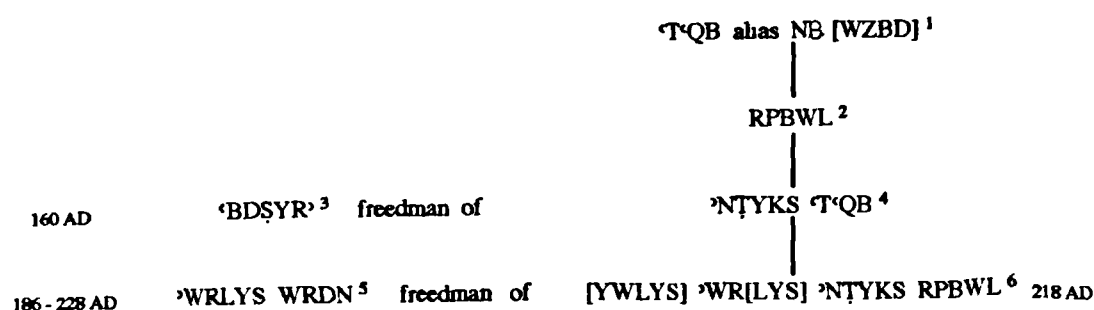 ʿTʿQB alias NB [WZBD] 1
RPBWL 2
160 AD ʿBDṢYRʾ 3 freedman of ʾNṬYKS ʿTʿQB 4
186 - 228 AD ʾWRLYS WRDN 5 freedman of [YWLYS] ʾWR[LYS] ʾNṬYKS RPBWL 6 218 AD